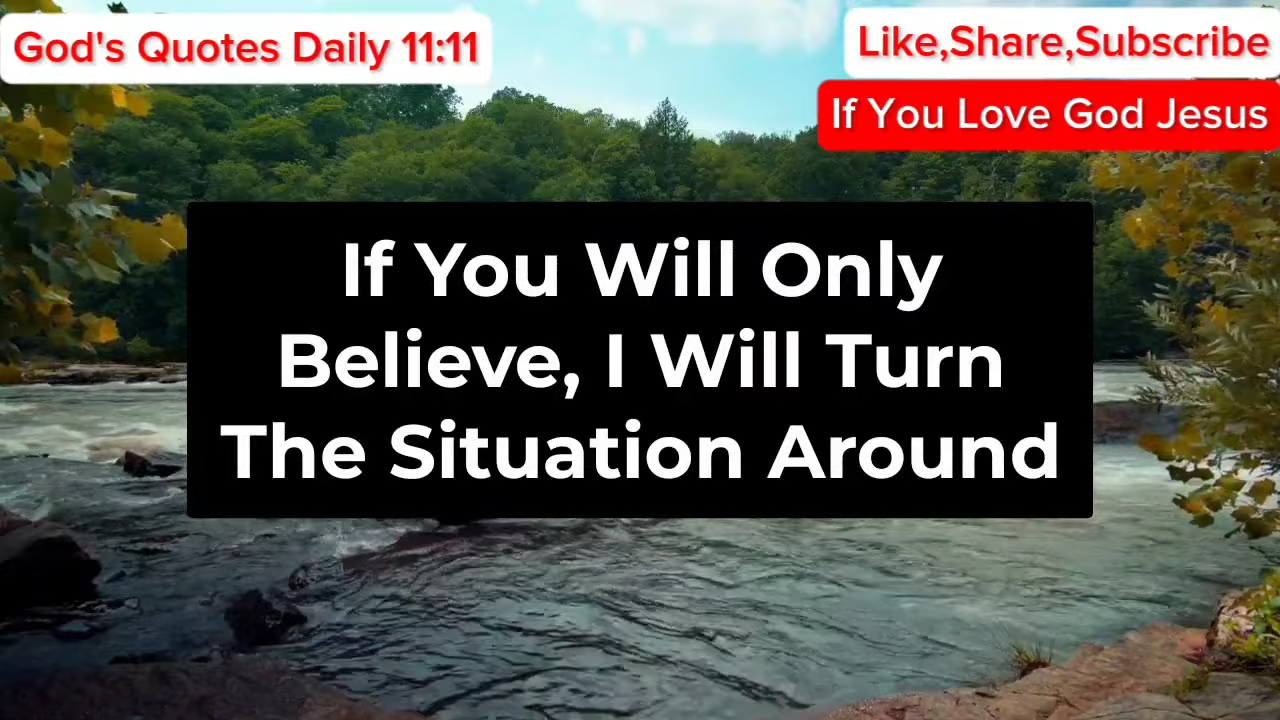 God's Quotes Daily 11:11
Like,Share,Subscribe
If You Love God Jesus
If You Will Only
Believe, I Will Turn
The Situation Around